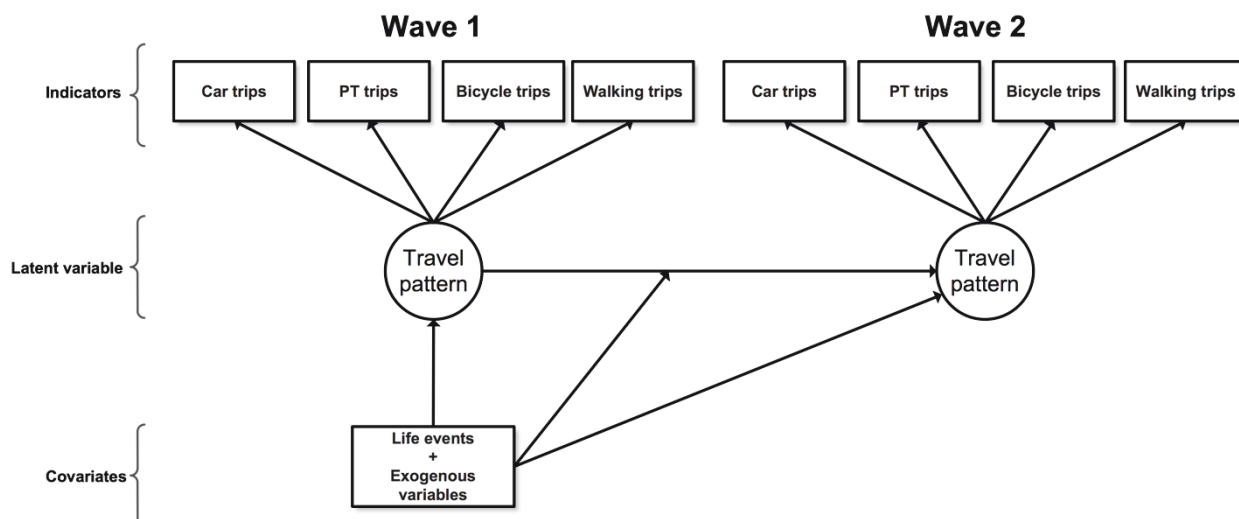 Wave 1
Wave 2
Indicators
Car trips
PT trips
Bicycle trips
Walking trips
Car trips
PT trips
Bicycle trips
Walking trips
Latent variable
Travel
pattern
Travel
pattern
Covariates
Life events
+
Exogenous
variables